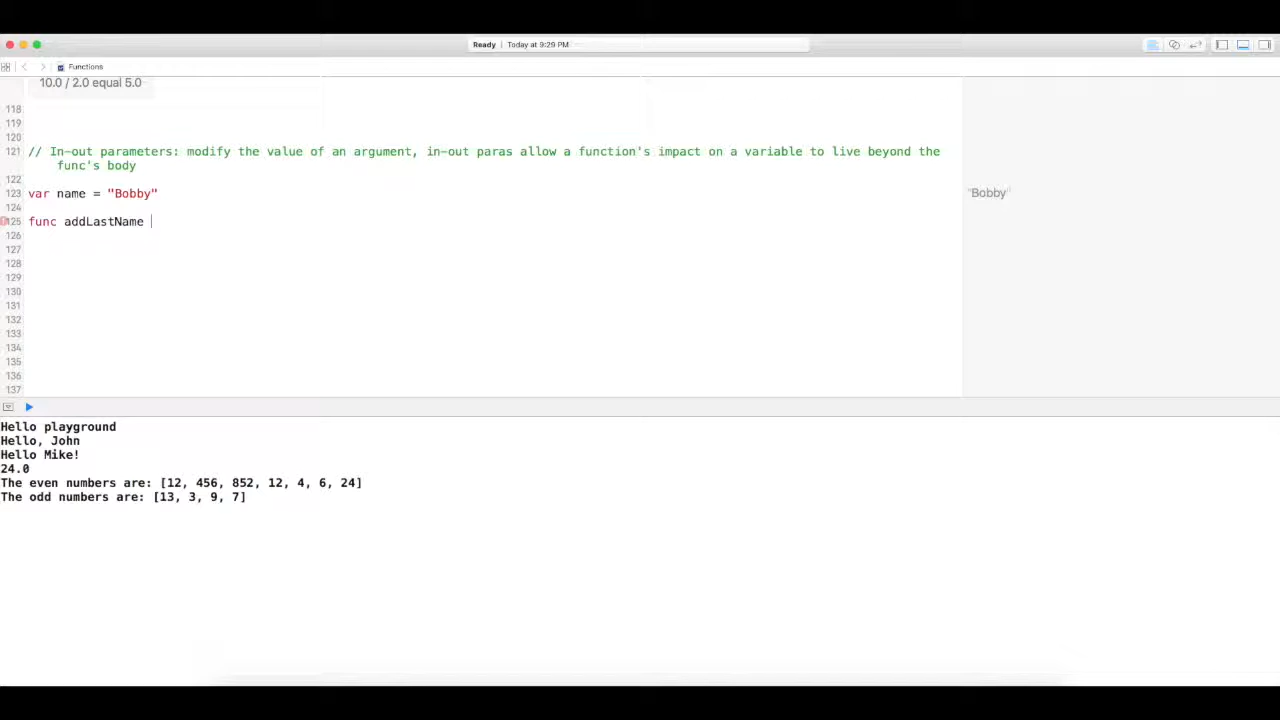 Ready | Today at 9:29 PM
Functions
10.0 / 2.0 equal 5.0
118
119
120
121 // In-out parameters: modify the value of an argument, in-out paras allow a function's impact on a variable to live beyond the
func's body
122
123 var name = "Bobby" "Bobby"
124
125 func addLastName
126
127
128
129
130
131
132
133
134
135
136
137
Hello playground
Hello, John
Hello Mike!
24.0
The even numbers are: [12, 456, 852, 12, 4, 6, 24]
The odd numbers are: [13, 3, 9, 7]